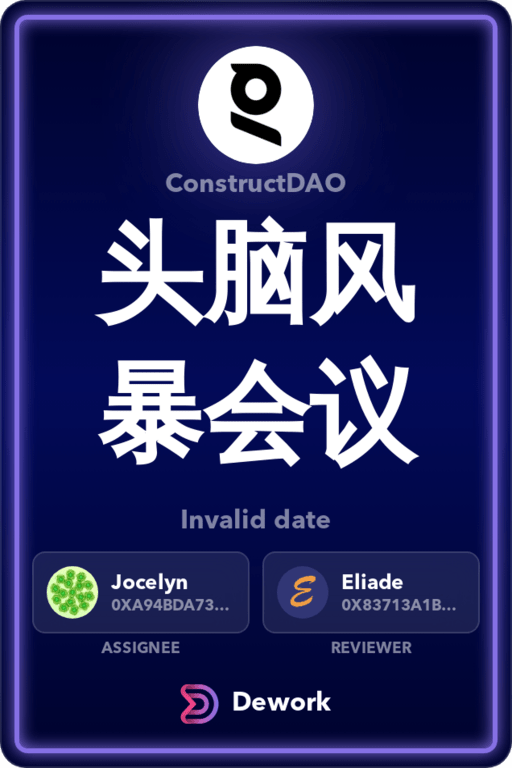 ConstructDAO
头脑风
暴会议
Invalid date
Jocelyn
0XA94BDA73...
ASSIGNEE
Eliade
0X83713A1B...
REVIEWER
Dework